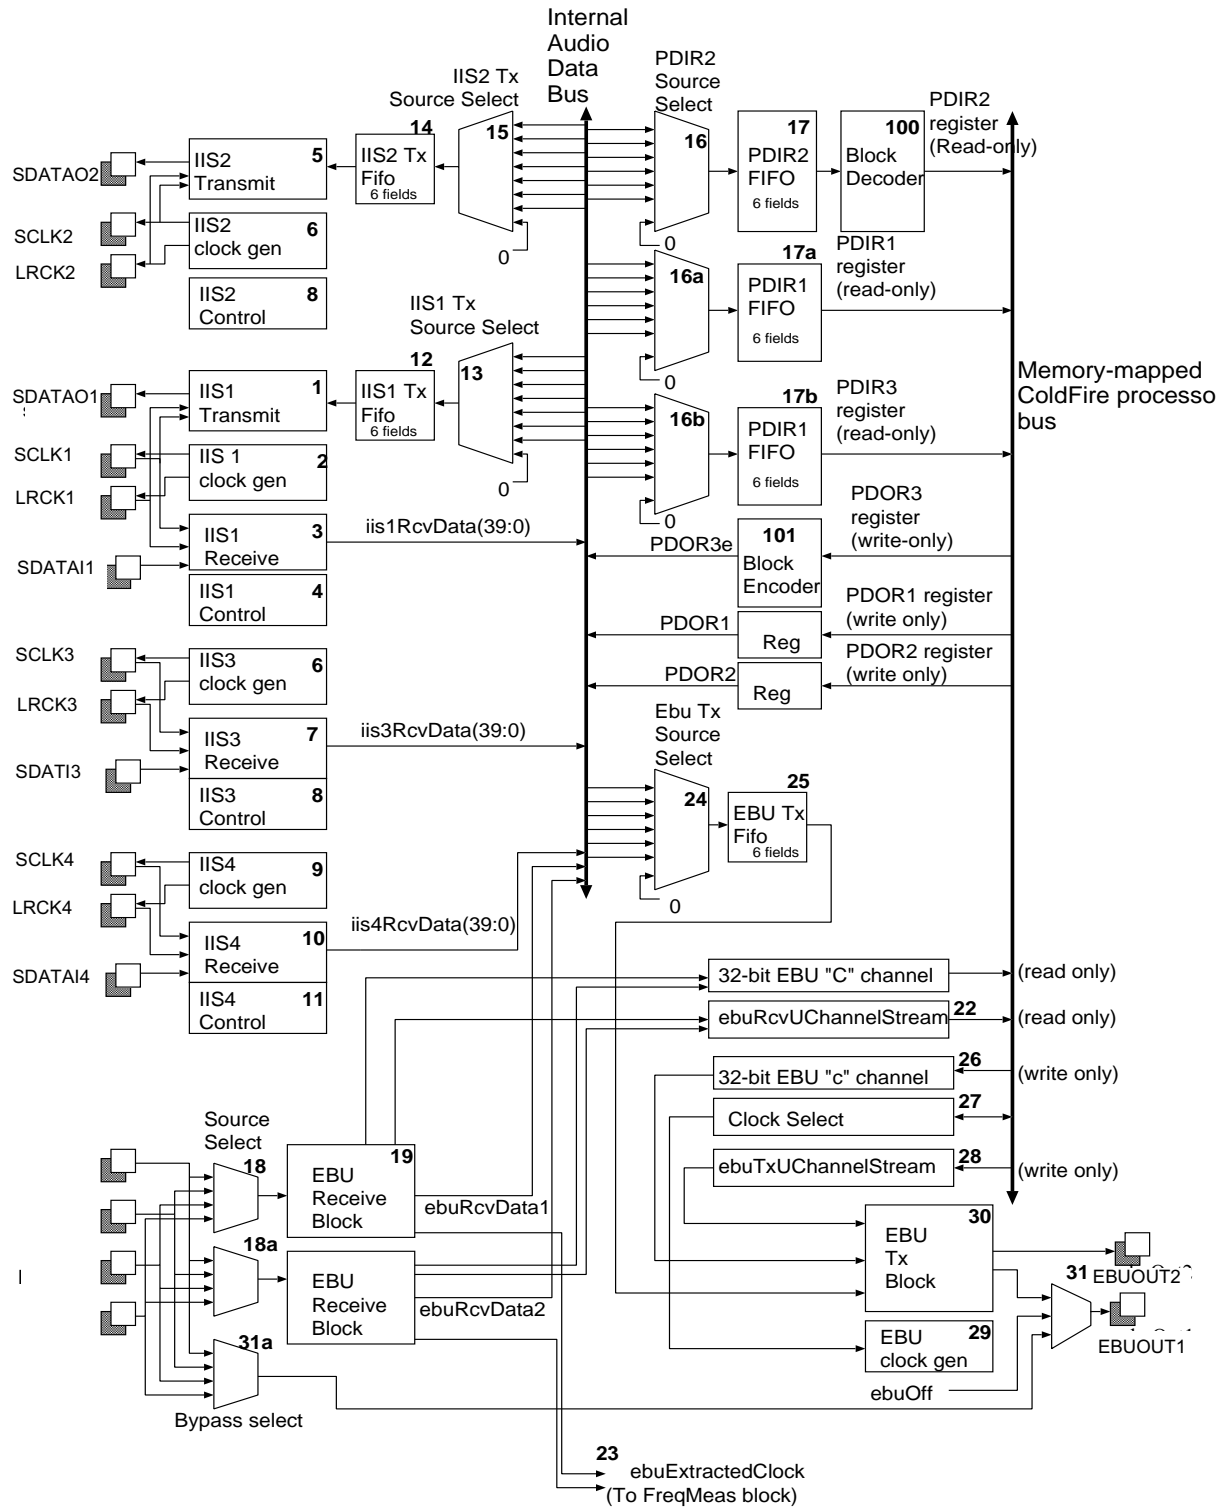 Internal
Audio
Data
Bus
IIS2 Tx
Source Select
PDIR2
Source
Select
PDIR2
register
(Read-only)
14
15
16
17
100
IIS2 Tx
Fifo
6 fields
PDIR2
FIFO
6 fields
Block
Decoder
SDATAO2
IIS2
Transmit
5
SCLK2
IIS2
clock gen
6
LRCK2
0
0
IIS2
Control
8
PDIR1
register
(read-only)
16a
17a
PDIR1
FIFO
6 fields
IIS1 Tx
Source Select
12
13
IIS1 Tx
Fifo
6 fields
0
0
SDATAO1
IIS1
Transmit
1
SCLK1
IIS 1
clock gen
2
LRCK1
Memory-mapped
ColdFire processo
bus
PDIR3
register
(read-only)
16b
17b
PDIR1
FIFO
6 fields
0
IIS1
Receive
3
iis1RcvData(39:0)
SDATAI1
IIS1
Control
4
PDOR3
register
(write-only)
PDOR3e
101
Block
Encoder
PDOR1 register
(write only)
PDOR1
Reg
PDOR2 register
(write only)
PDOR2
Reg
SCLK3
IIS3
clock gen
6
LRCK3
IIS3
Receive
7
iis3RcvData(39:0)
SDATI3
IIS3
Control
8
Ebu Tx
Source
Select
24
25
EBU Tx
Fifo
6 fields
0
SCLK4
IIS4
clock gen
9
LRCK4
IIS4
Receive
10
iis4RcvData(39:0)
SDATAI4
IIS4
Control
11
32-bit EBU "C" channel
(read only)
ebuRcvUChannelStream
22
(read only)
32-bit EBU "c" channel
26
(write only)
Clock Select
27
ebuTxUChannelStream
28
(write only)
Source
Select
18
19
EBU
Receive
Block
ebuRcvData1
18a
EBU
Receive
Block
ebuRcvData2
31a
Bypass select
30
EBU
Tx
Block
31
EBUOUT2
EBUOUT1
EBU
clock gen
29
ebuOff
23
ebuExtractedClock
(To FreqMeas block)